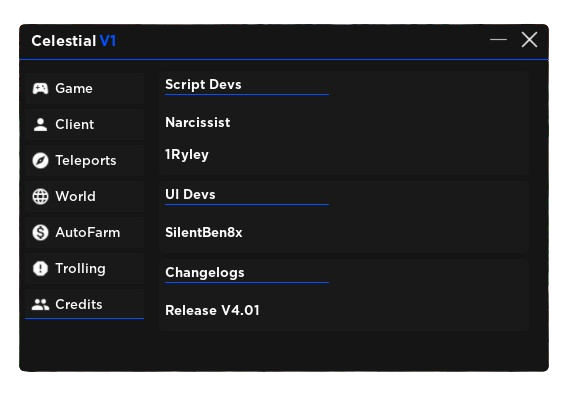 Celestial V1
Game
Client
Teleports
World
AutoFarm
Trolling
Credits
Script Devs
Narcissist
1Ryley
UI Devs
SilentBen8x
Changelogs
Release V4.01